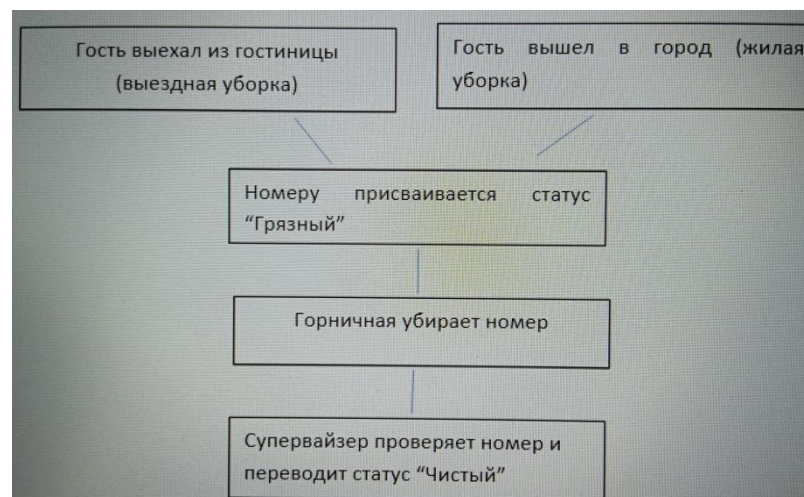 Гость выехал из гостиницы
(выездная уборка)
Гость вышел в город (жилая
уборка)
Номеру присваивается статус
“Грязный”
Горничная убирает номер
Супервайзер проверяет номер и
переводит статус “Чистый”